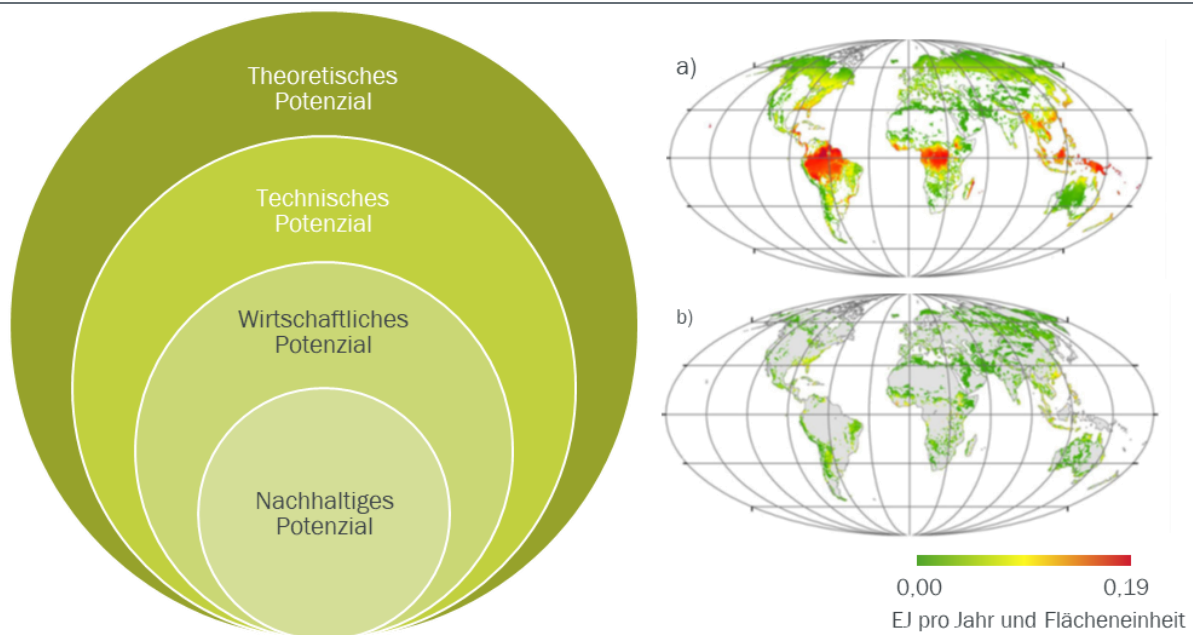 Theoretisches
Potenzial
Technisches
Potenzial
Wirtschaftliches
Potenzial
Nachhaltiges
Potenzial
a)
b)
0,00 0,19
EJ pro Jahr und Flächeneinheit